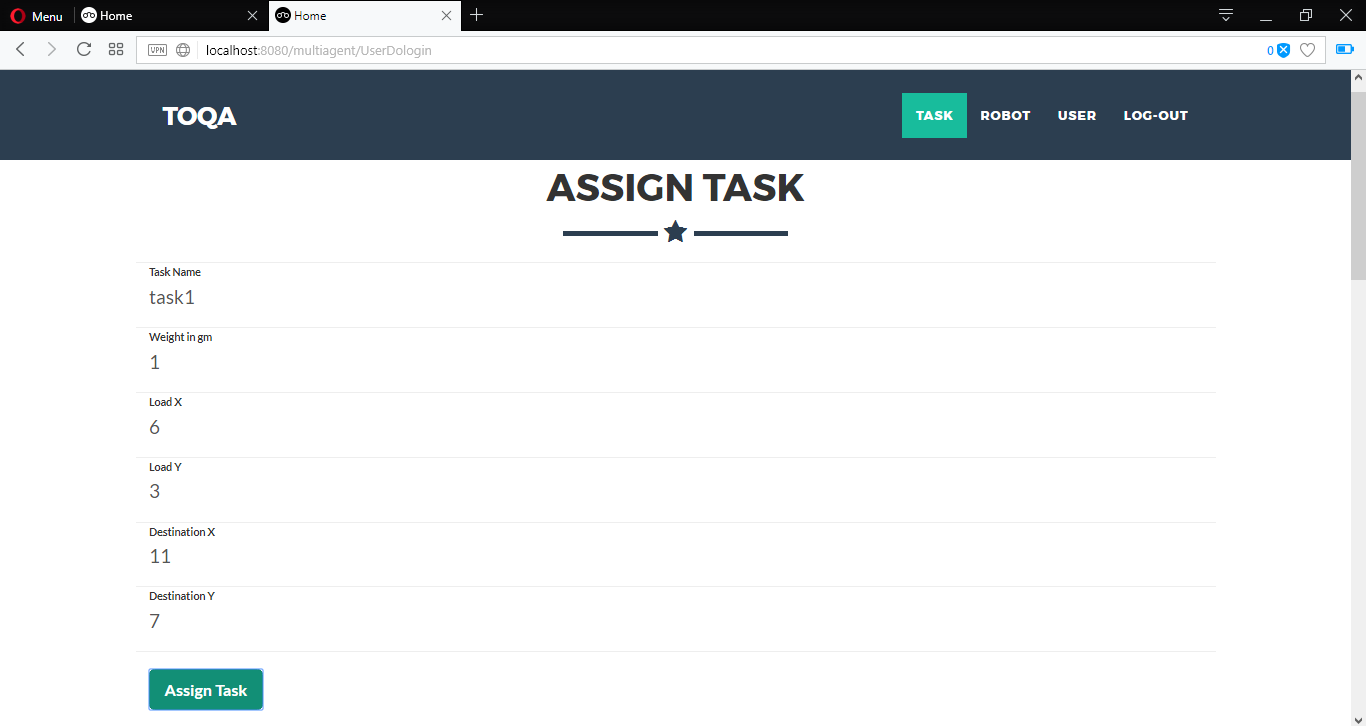 Menu
Home
Home
VPN
localhost:8080/multiagent/UserDologin
0
TOQA
TASK
ROBOT
USER
LOG-OUT
ASSIGN TASK
Task Name
task1
Weight in gm
1
Load X
6
Load Y
3
Destination X
11
Destination Y
7
Assign Task